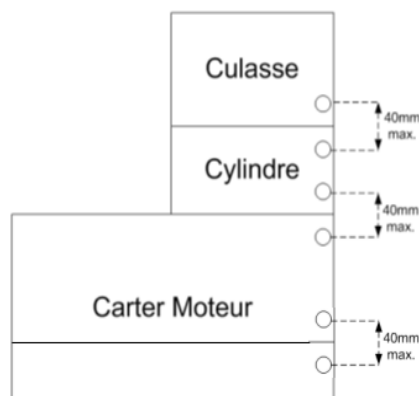 Culasse
40mm
max.
Cylindre
40mm
max.
Carter Moteur
40mm
max.